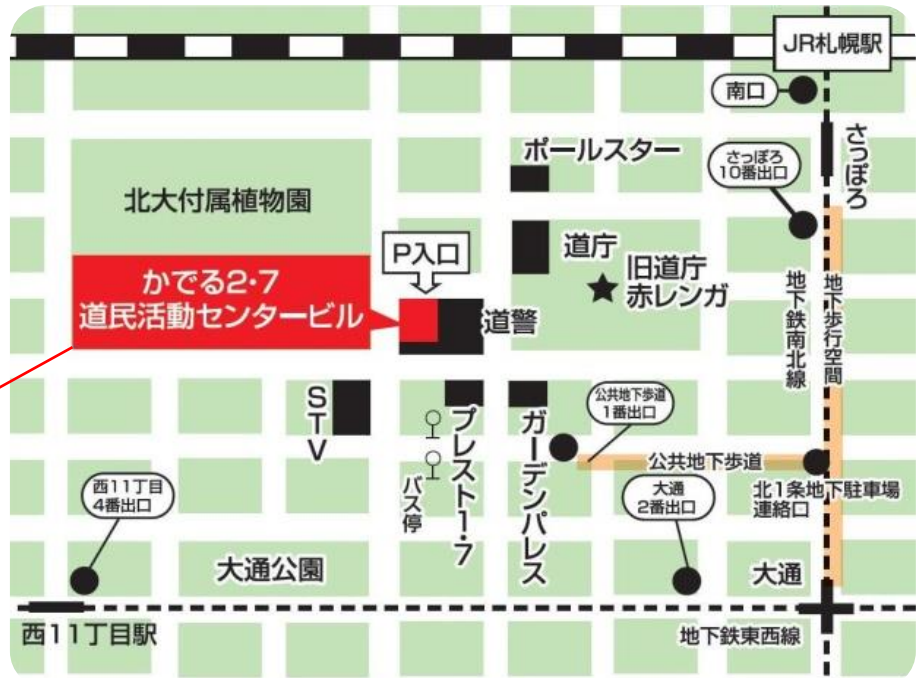 JR札幌駅
南口
さっぽろ
ポールスター
さっぽろ
10番出口
北大付属植物園
P入口
道庁
旧道庁
赤レンガ
かでる2・7
道民活動センタービル
道警
地下鉄南北線
地下歩行空間
STV
バス停
プレスト1・7
ガーデンパレス
公共地下歩道
1番出口
公共地下歩道
北1条地下駐車場
連絡口
西11丁目
4番出口
大通
2番出口
大通公園
大通
西11丁目駅
地下鉄東西線